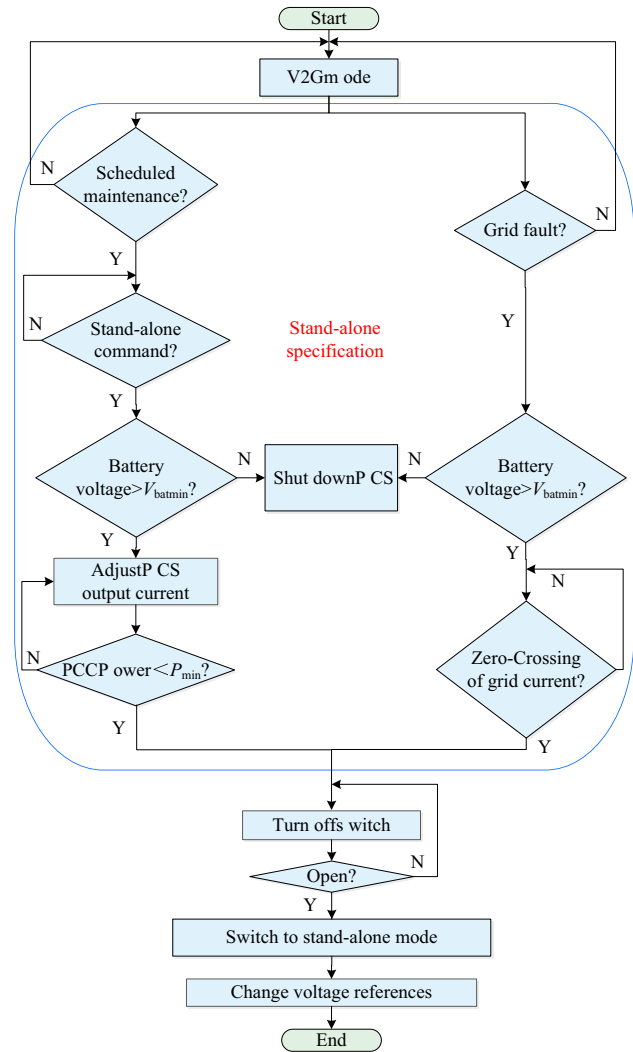 Start
V2Gm ode
N
Scheduled
maintenance?
Y
N
Grid fault?
Y
N
Stand-alone
command?
Y
Stand-alone
specification
Battery
voltage>Vbatmin?
N
Shut downP CS
N
Battery
voltage>Vbatmin?
Y
Y
N
AdjustP CS
output current
N
PCCP ower＜Pmin?
Y
Zero-Crossing
of grid current?
Y
Turn offs witch
Open?
N
Y
Switch to stand-alone mode
Change voltage references
End